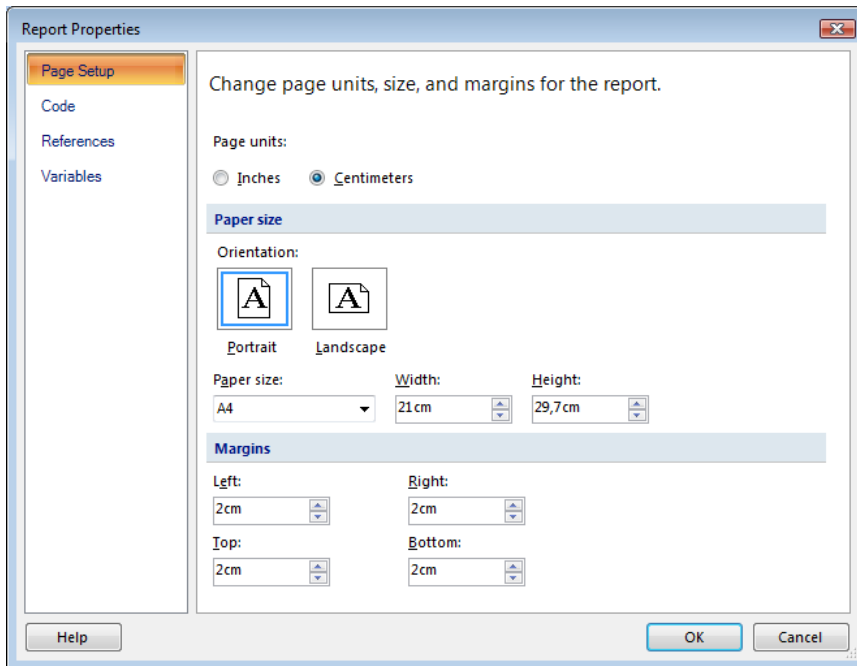 Report Properties
Page Setup
Code
References
Variables
Change page units, size, and margins for the report.
Page units:
Inches Centimeters
Paper size
Orientation:
A A
Portrait Landscape
Paper size: Width: Height:
A4 21cm 29,7cm
Margins
Left: Right:
2cm 2cm
Top: Bottom:
2cm 2cm
Help OK Cancel